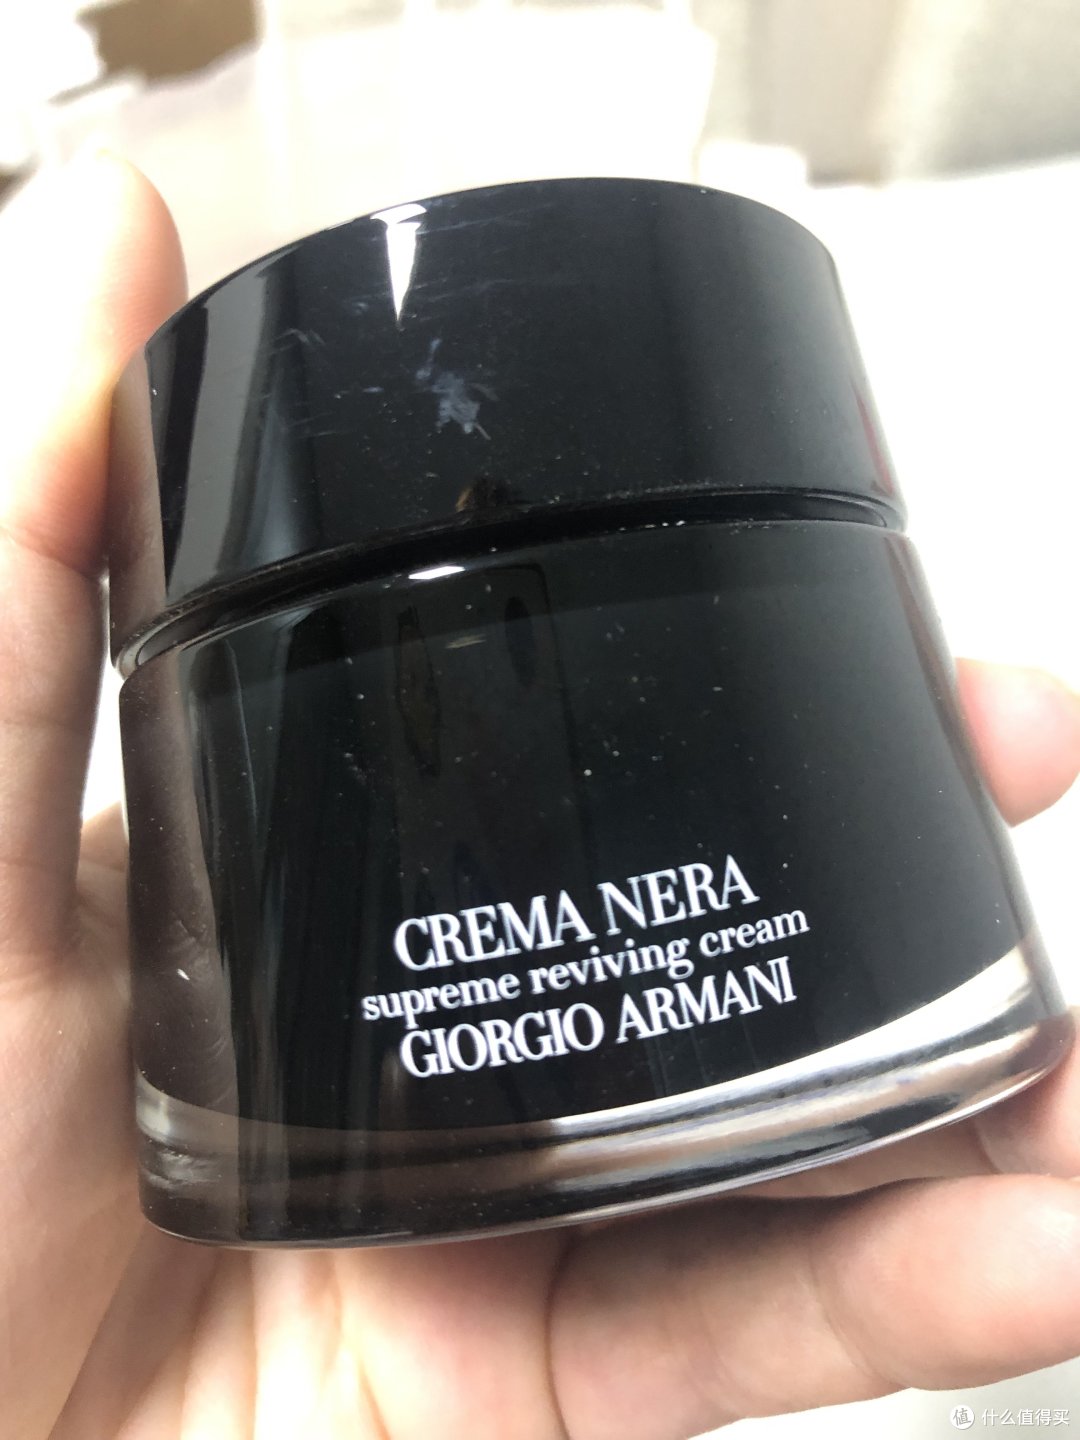 CREMA NERA
supreme reviving cream
GIORGIO ARMANI
值 什么值得买